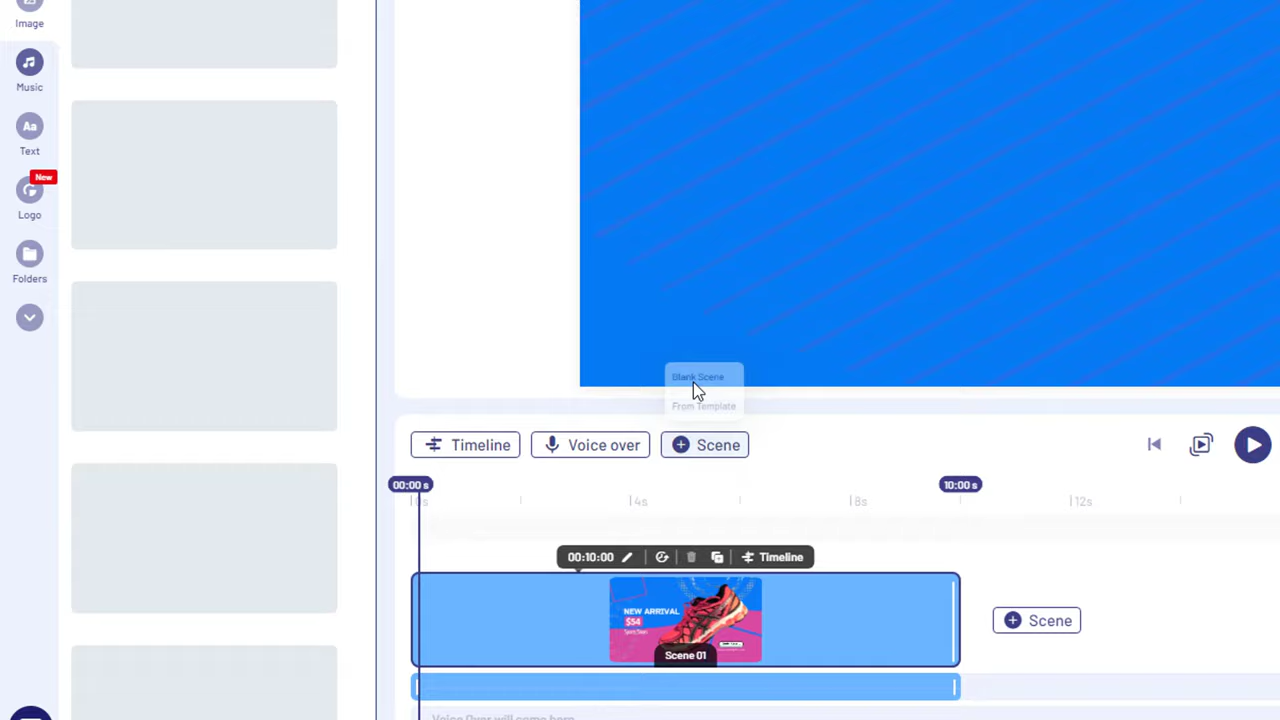 Image
Music
Aa
Text
New
Logo
Folders
Blank Scene
From Template
Timeline
Voice over
Scene
00:00 s
10:00 s
0s
4s
8s
12s
00:10:00
Timeline
NEW ARRIVAL
$54
Scene 01
Scene
Voice Over will come here